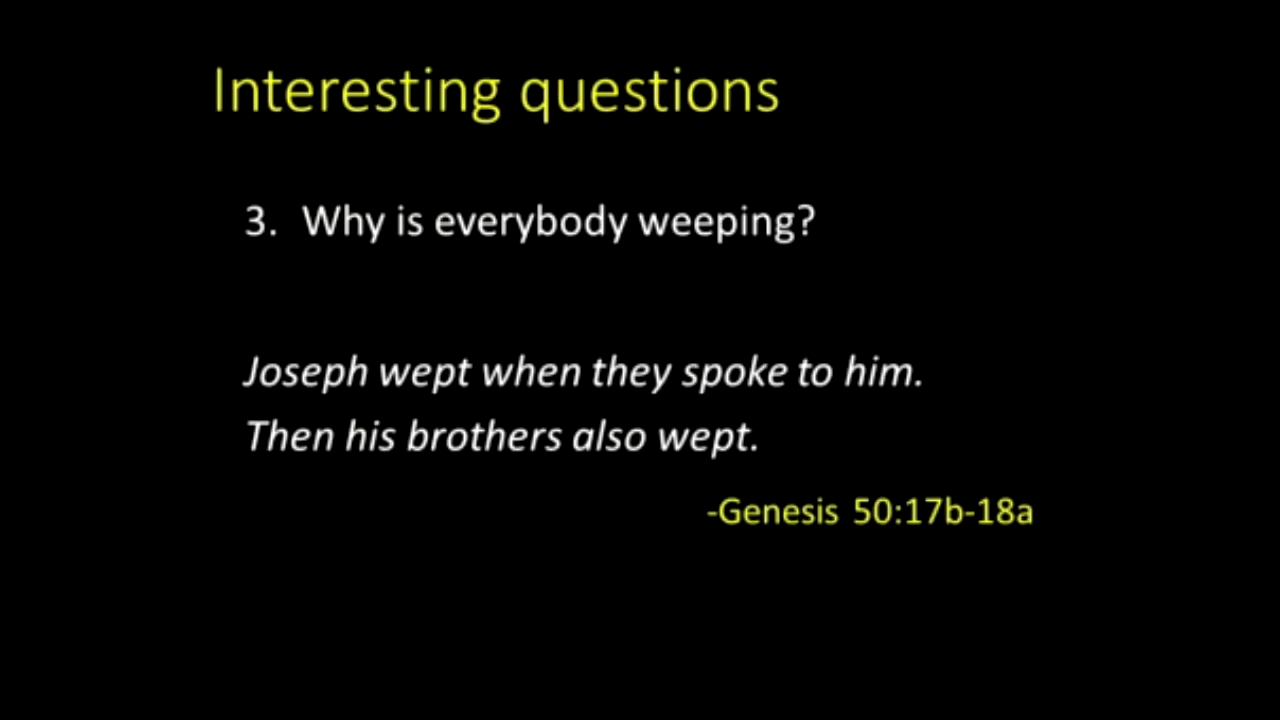 Interesting questions
3. Why is everybody weeping?
Joseph wept when they spoke to him.
Then his brothers also wept.
-Genesis 50:17b-18a